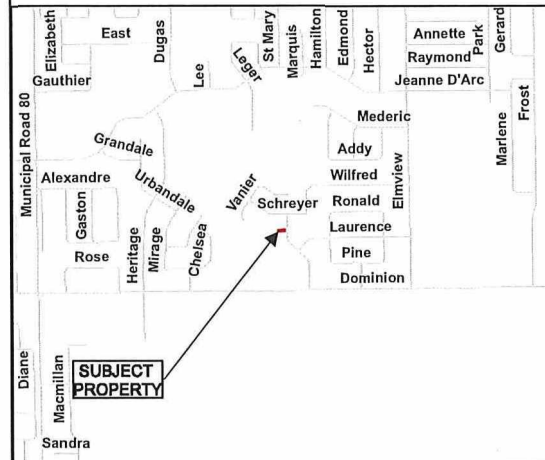 Elizabeth
East
Dugas
St Mary
Marquis
Hamilton
Edmond
Hector
Annette
Park
Gerard
Gauthier
Lee
Leger
Raymond
Jeanne D'Arc
Frost
Municipal Road 80
Mederic
Marlene
Grandale
Addy
Alexandre
Urbandale
Vanier
Wilfred
Elmview
Gaston
Schreyer
Ronald
Laurence
Rose
Heritage
Mirage
Chelsea
Pine
Dominion
Diane
Macmillan
SUBJECT
PROPERTY
Sandra